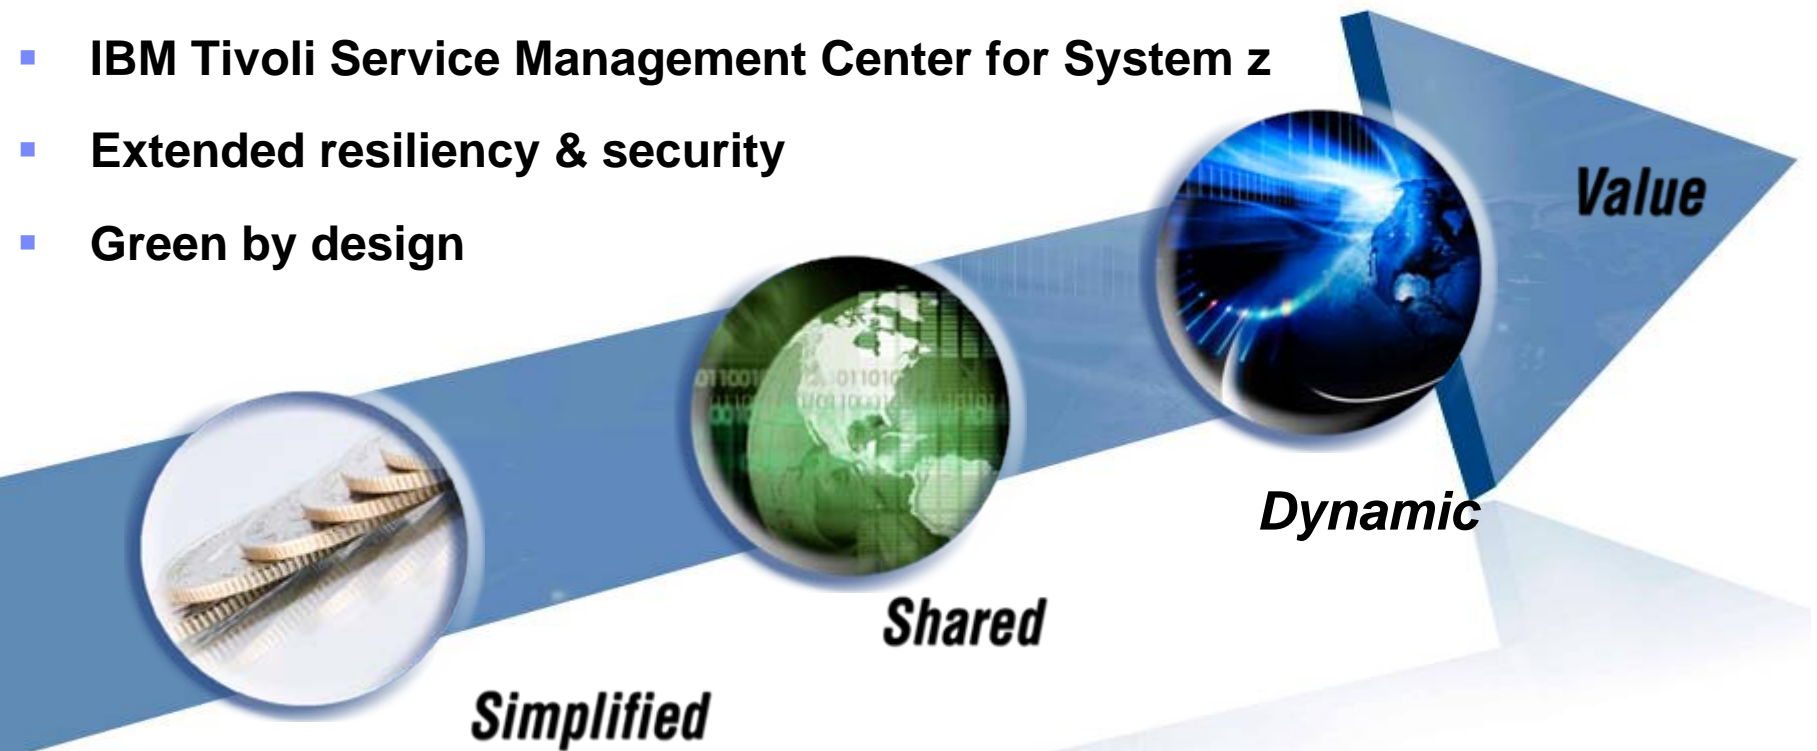 IBM Tivoli Service Management Center for System z
Extended resiliency & security
Green by design
Value
Dynamic
Shared
Simplified